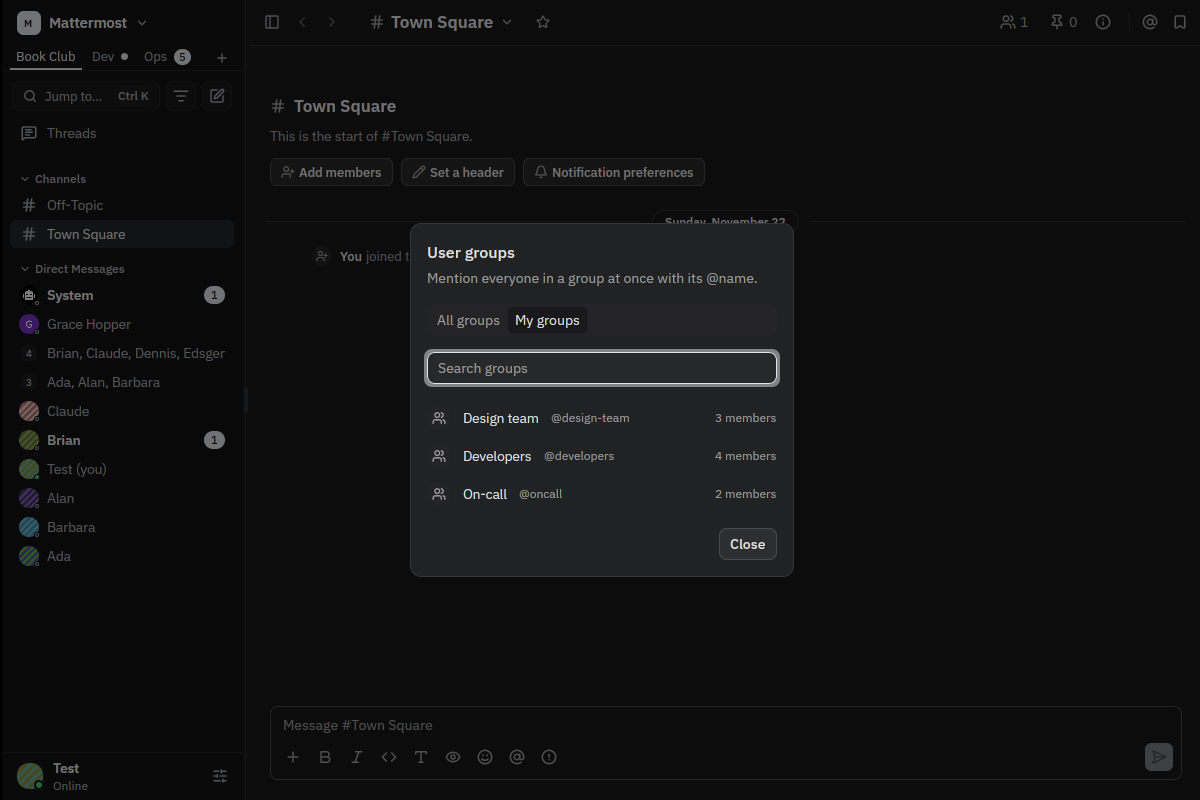 M Mattermost
Book Club Dev Ops 5
Jump to... Ctrl K
Threads
Channels
Off-Topic
Town Square
Direct Messages
System 1
G Grace Hopper
4 Brian, Claude, Dennis, Edsger
3 Ada, Alan, Barbara
Claude
Brian 1
Test (you)
Alan
Barbara
Ada
Test
Online
Town Square
1
0
Town Square
This is the start of #Town Square.
Add members Set a header Notification preferences
Sunday, November 22
You joined t
User groups
Mention everyone in a group at once with its @name.
All groups My groups
Search groups
Design team @design-team 3 members
Developers @developers 4 members
On-call @oncall 2 members
Close
Message #Town Square